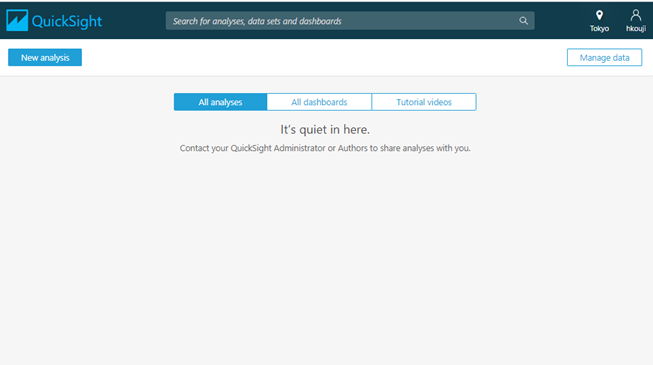 QuickSight
Search for analyses, data sets and dashboards
Tokyo
hkouji
New analysis
Manage data
All analyses
All dashboards
Tutorial videos
It's quiet in here.
Contact your QuickSight Administrator or Authors to share analyses with you.